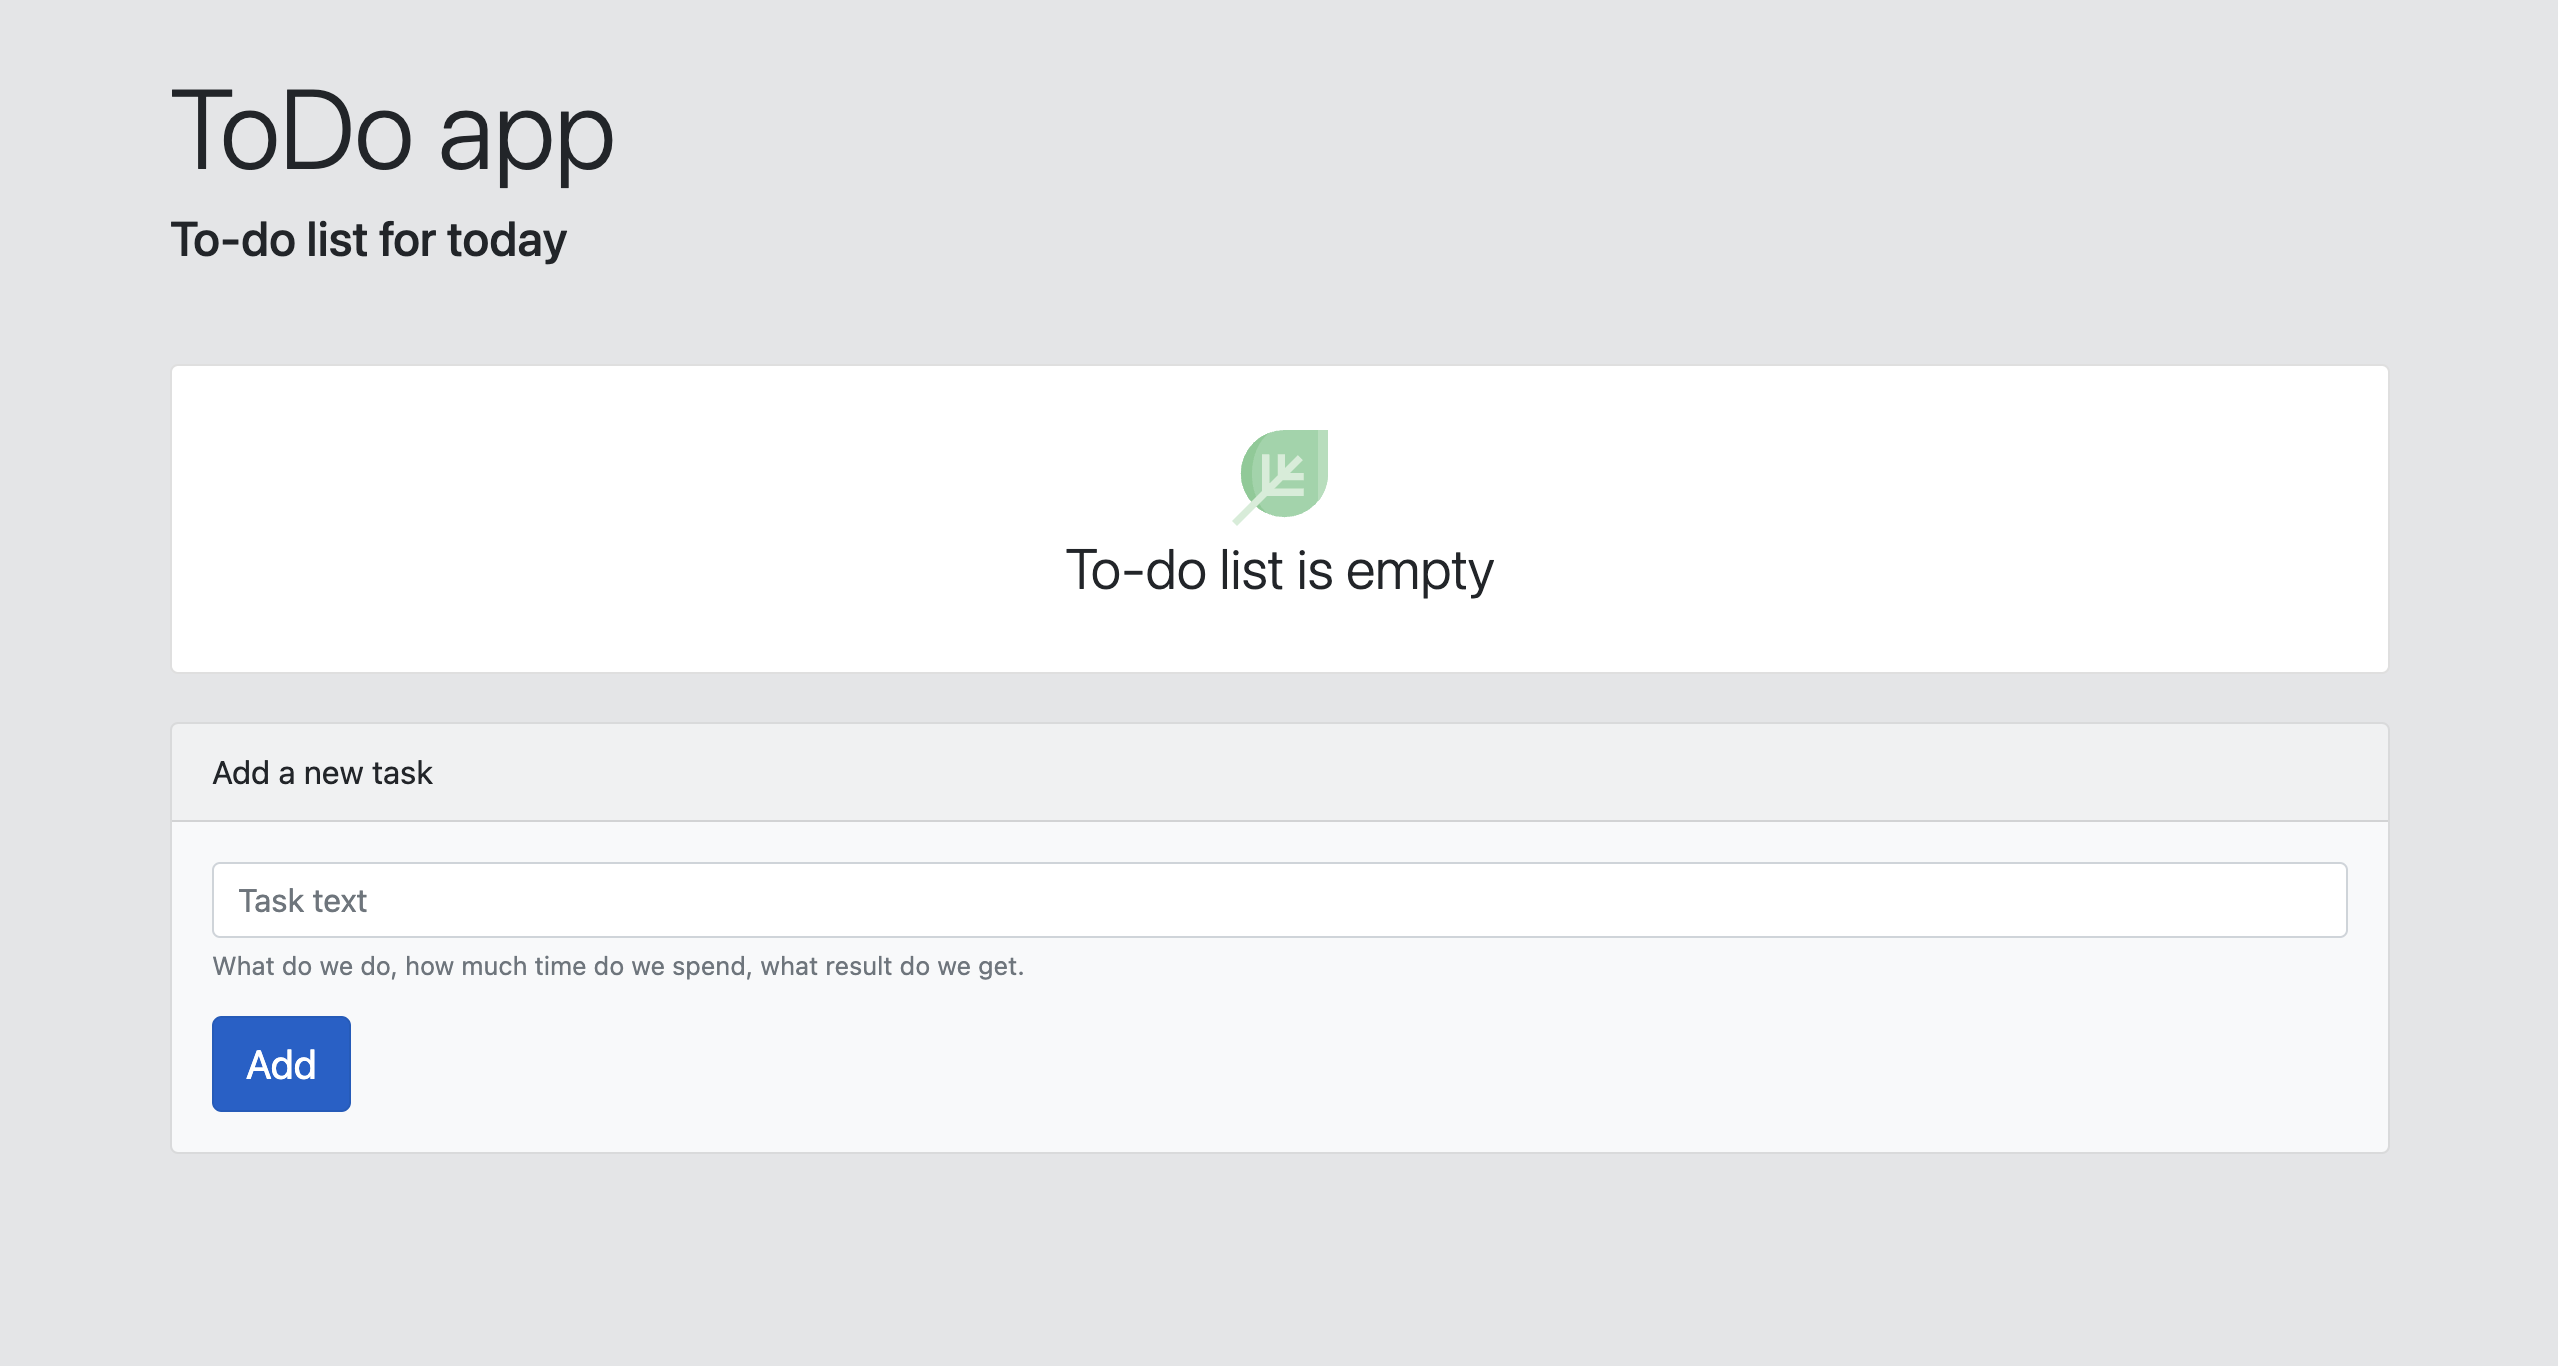 ToDo app
To-do list for today
To-do list is empty
Add a new task
Task text
What do we do, how much time do we spend, what result do we get.
Add